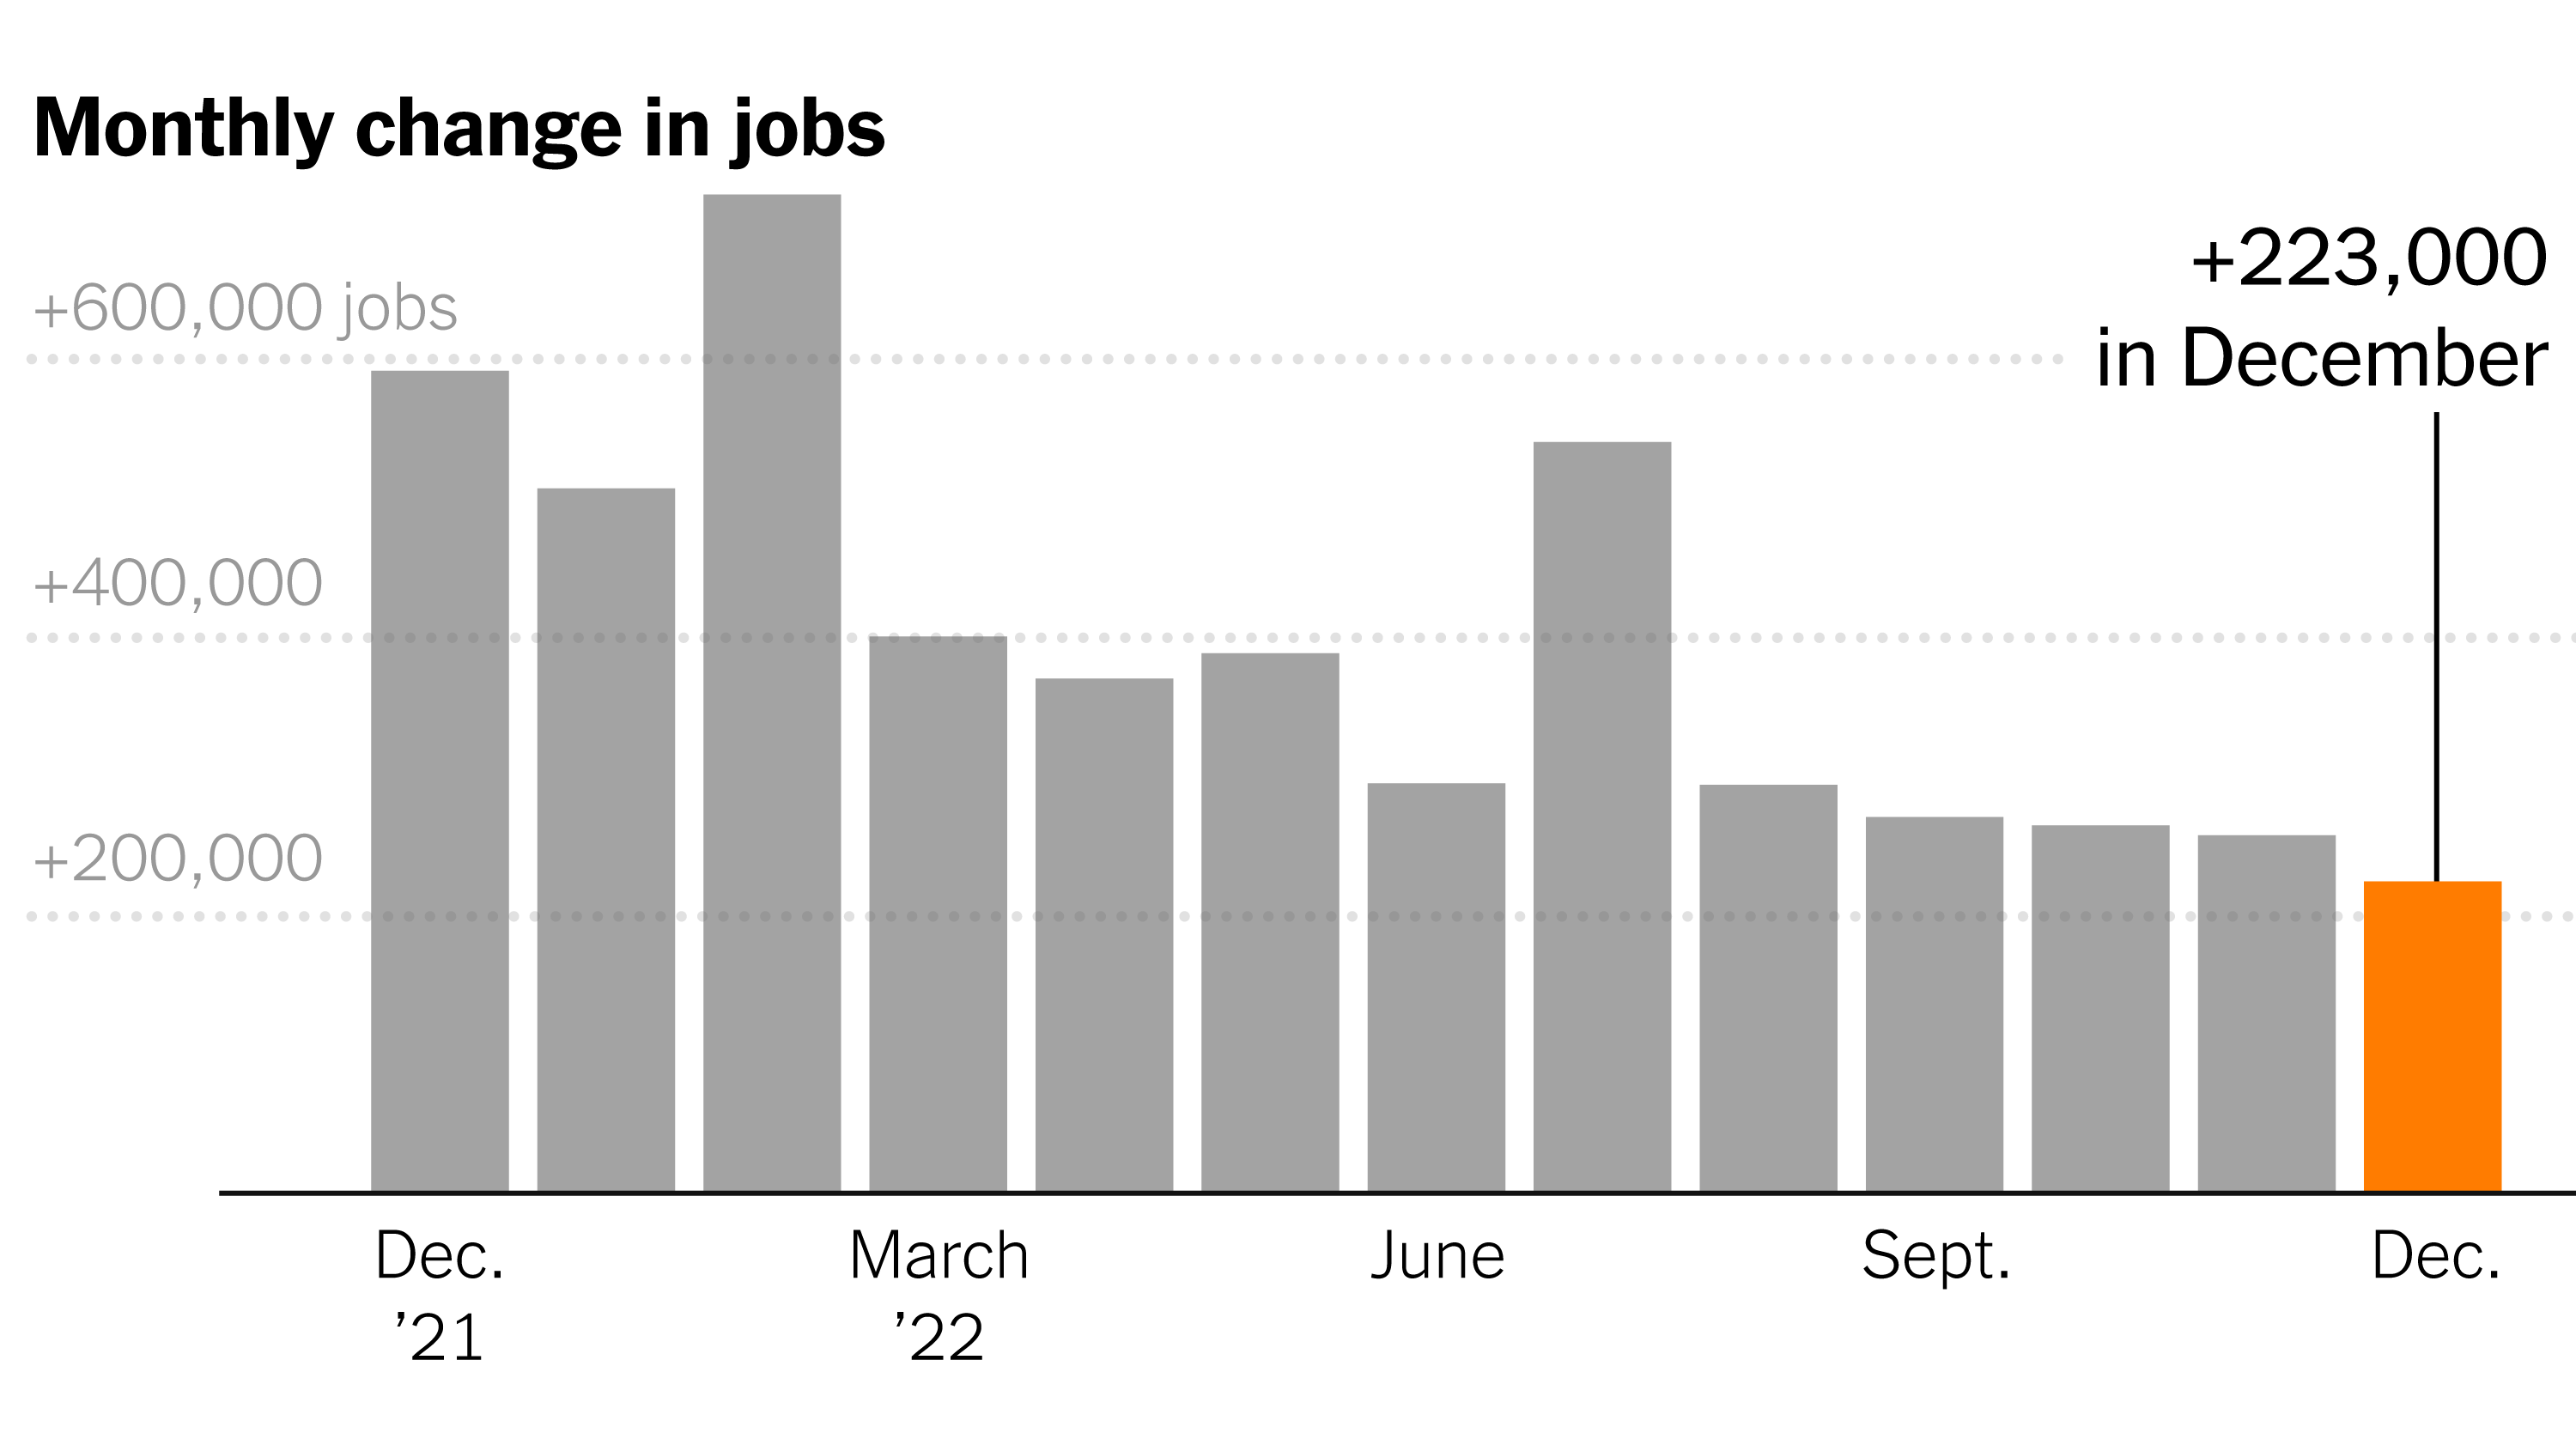 Monthly change in jobs
+600,000 jobs
+223,000
in December
+400,000
+200,000
Dec.
’21
March
’22
June
Sept.
Dec.